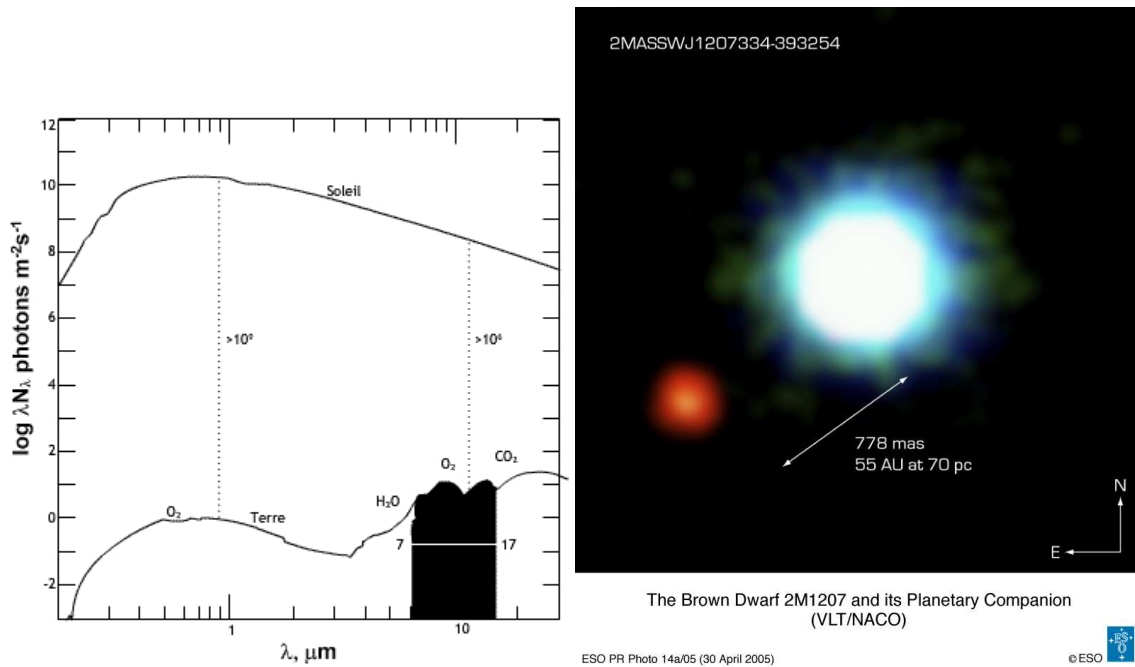 12
10
8
6
4
2
0
-2
log λNλ photons m⁻²s⁻¹
Soleil
>10⁹
>10⁶
O₂
Terre
H₂O
O₂
CO₂
7
17
1
10
λ, μm
2MASSWJ1207334-393254
778 mas
55 AU at 70 pc
N
E
The Brown Dwarf 2M1207 and its Planetary Companion
(VLT/NACO)
ESO PR Photo 14a/05 (30 April 2005)
© ESO
ESO